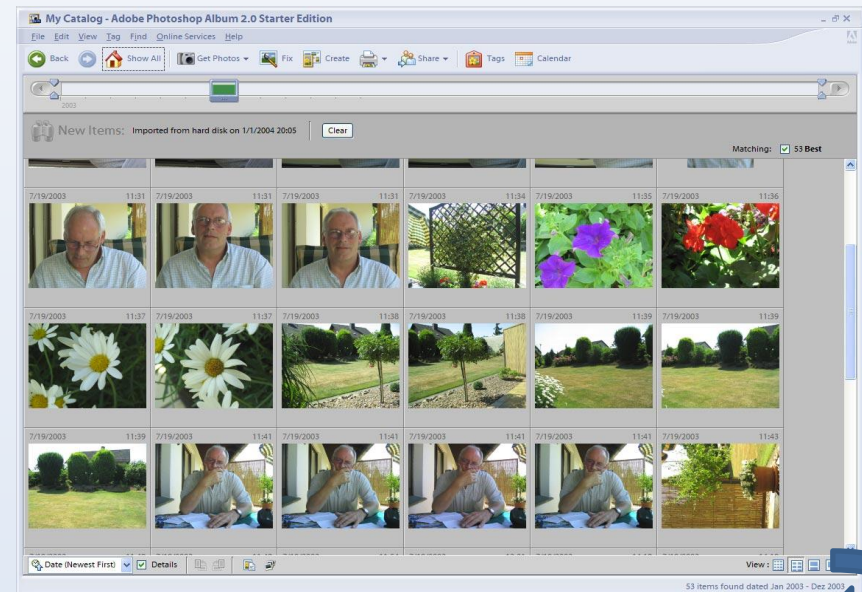 My Catalog - Adobe Photoshop Album 2.0 Starter Edition
File Edit View Tag Find Online Services Help
Back Show All Get Photos Fix Create Share Tags Calendar
2003
New Items: Imported from hard disk on 1/1/2004 20:05 Clear
Matching: 53 Best
7/19/2003 11:31 7/19/2003 11:31 7/19/2003 11:31 7/19/2003 11:34 7/19/2003 11:35 7/19/2003 11:36
7/19/2003 11:37 7/19/2003 11:37 7/19/2003 11:38 7/19/2003 11:38 7/19/2003 11:39 7/19/2003 11:39
7/19/2003 11:39 7/19/2003 11:41 7/19/2003 11:41 7/19/2003 11:41 7/19/2003 11:41 7/19/2003 11:43
Date (Newest First) Details View :
53 items found dated Jan 2003 - Dez 2003